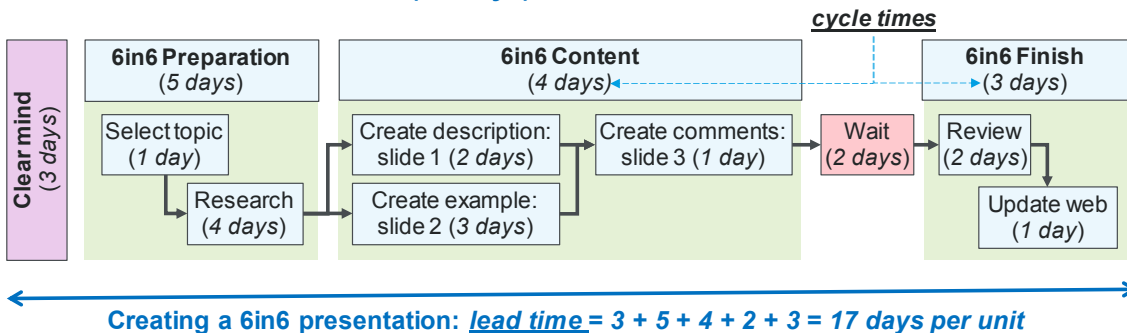 cycle times
Clear mind
(3 days)
6in6 Preparation
(5 days)
6in6 Content
(4 days)
6in6 Finish
(3 days)
Select topic
(1 day)
Research
(4 days)
Create description:
slide 1 (2 days)
Create example:
slide 2 (3 days)
Create comments:
slide 3 (1 day)
Wait
(2 days)
Review
(2 days)
Update web
(1 day)
Creating a 6in6 presentation: lead time = 3 + 5 + 4 + 2 + 3 = 17 days per unit